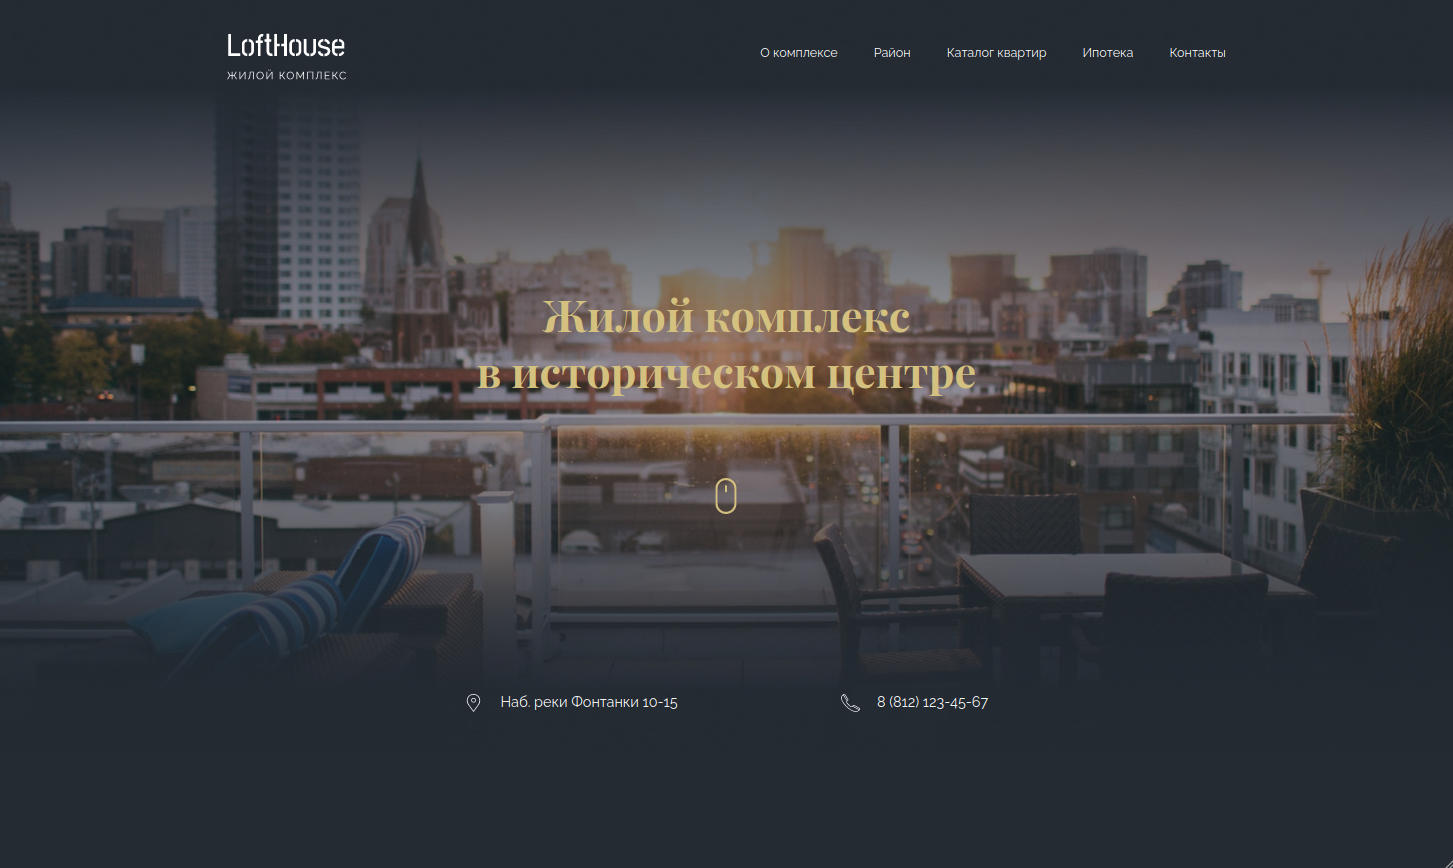 LoftHouse
ЖИЛОЙ КОМПЛЕКС
О комплексе Район Каталог квартир Ипотека Контакты
Жилой комплекс
в историческом центре
Наб. реки Фонтанки 10-15
8 (812) 123-45-67